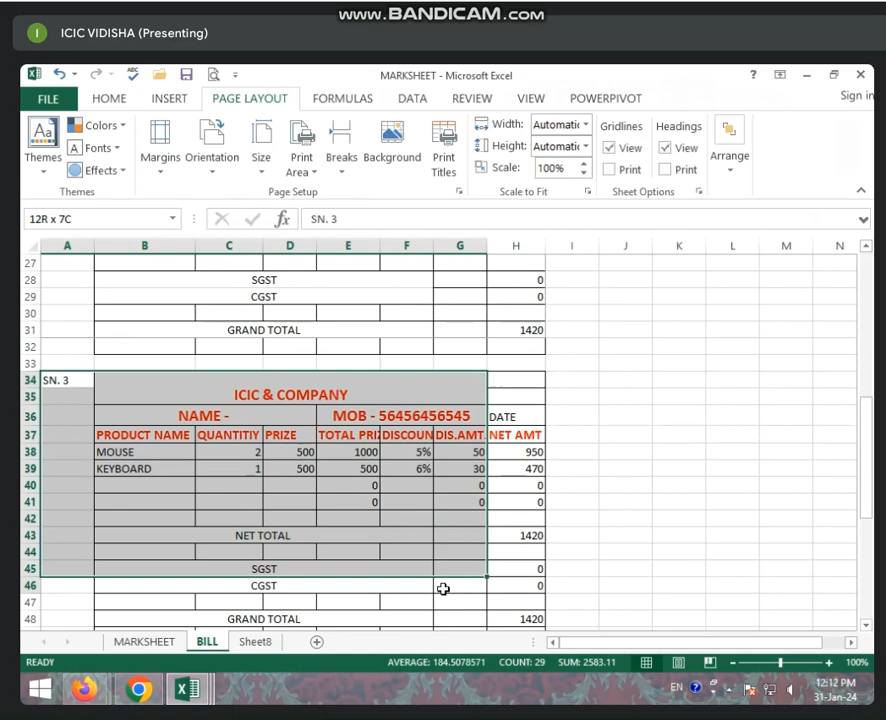 www.BANDICAM.com
I ICIC VIDISHA (Presenting)
MARKSHEET - Microsoft Excel
FILE HOME INSERT PAGE LAYOUT FORMULAS DATA REVIEW VIEW POWERPIVOT Sign in
Aa Themes
Colors
Fonts
Effects
Margins Orientation Size Print Area Breaks Background Print Titles
Width: Automatic
Height: Automatic
Scale: 100%
Gridlines Headings
View View
Print Print
Arrange
Themes Page Setup Scale to Fit Sheet Options
12R x 7C fx SN. 3
A B C D E F G H I J K L M N
27
28 SGST 0
29 CGST 0
30
31 GRAND TOTAL 1420
32
33
34 SN. 3
35 ICIC & COMPANY
36 NAME - MOB - 56456456545 DATE
37 PRODUCT NAME QUANTITIY PRIZE TOTAL PRIZ DISCOUN DIS.AMT. NET AMT
38 MOUSE 2 500 1000 5% 50 950
39 KEYBOARD 1 500 500 6% 30 470
40 0 0 0
41 0 0 0
42
43 NET TOTAL 1420
44
45 SGST 0
46 CGST 0
47
48 GRAND TOTAL 1420
MARKSHEET BILL Sheet8
READY AVERAGE: 184.5078571 COUNT: 29 SUM: 2583.11 100%
EN 12:12 PM
31-Jan-24